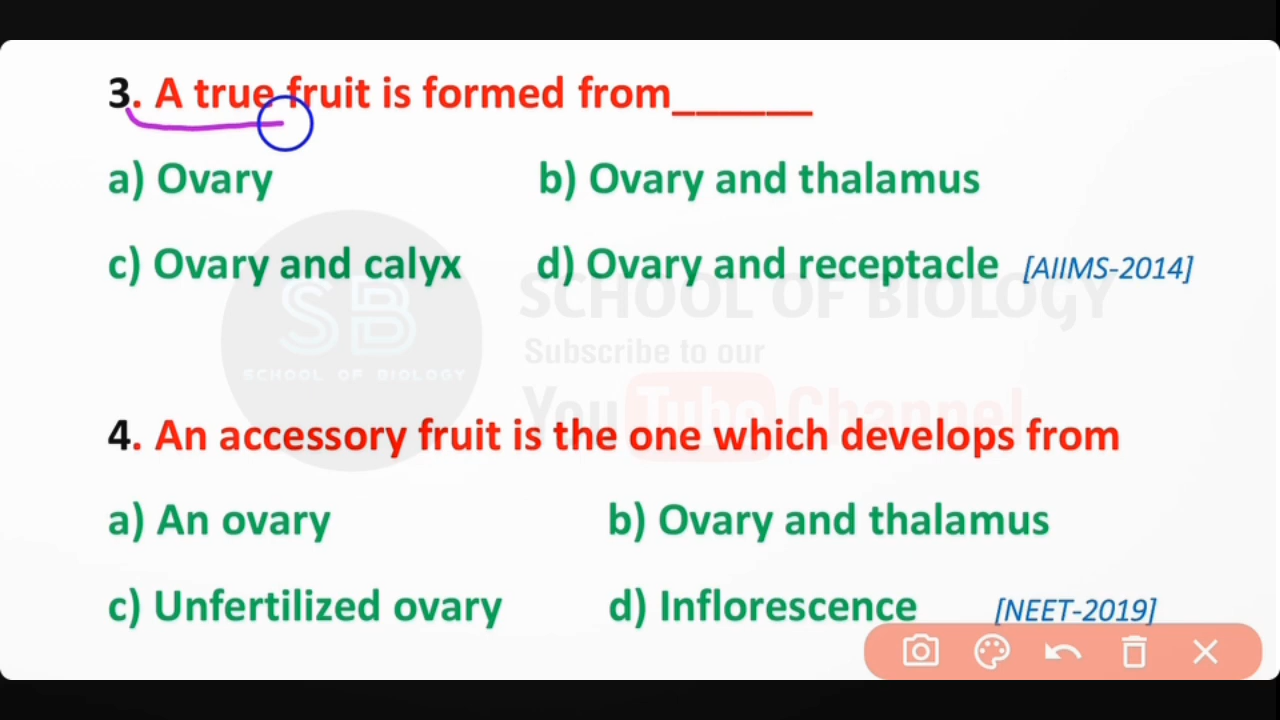 3. A true fruit is formed from______
a) Ovary b) Ovary and thalamus
c) Ovary and calyx d) Ovary and receptacle [AIIMS-2014]
SB
SCHOOL OF BIOLOGY
SCHOOL OF BIOLOGY
Subscribe to our
YouTube Channel
4. An accessory fruit is the one which develops from
a) An ovary b) Ovary and thalamus
c) Unfertilized ovary d) Inflorescence [NEET-2019]